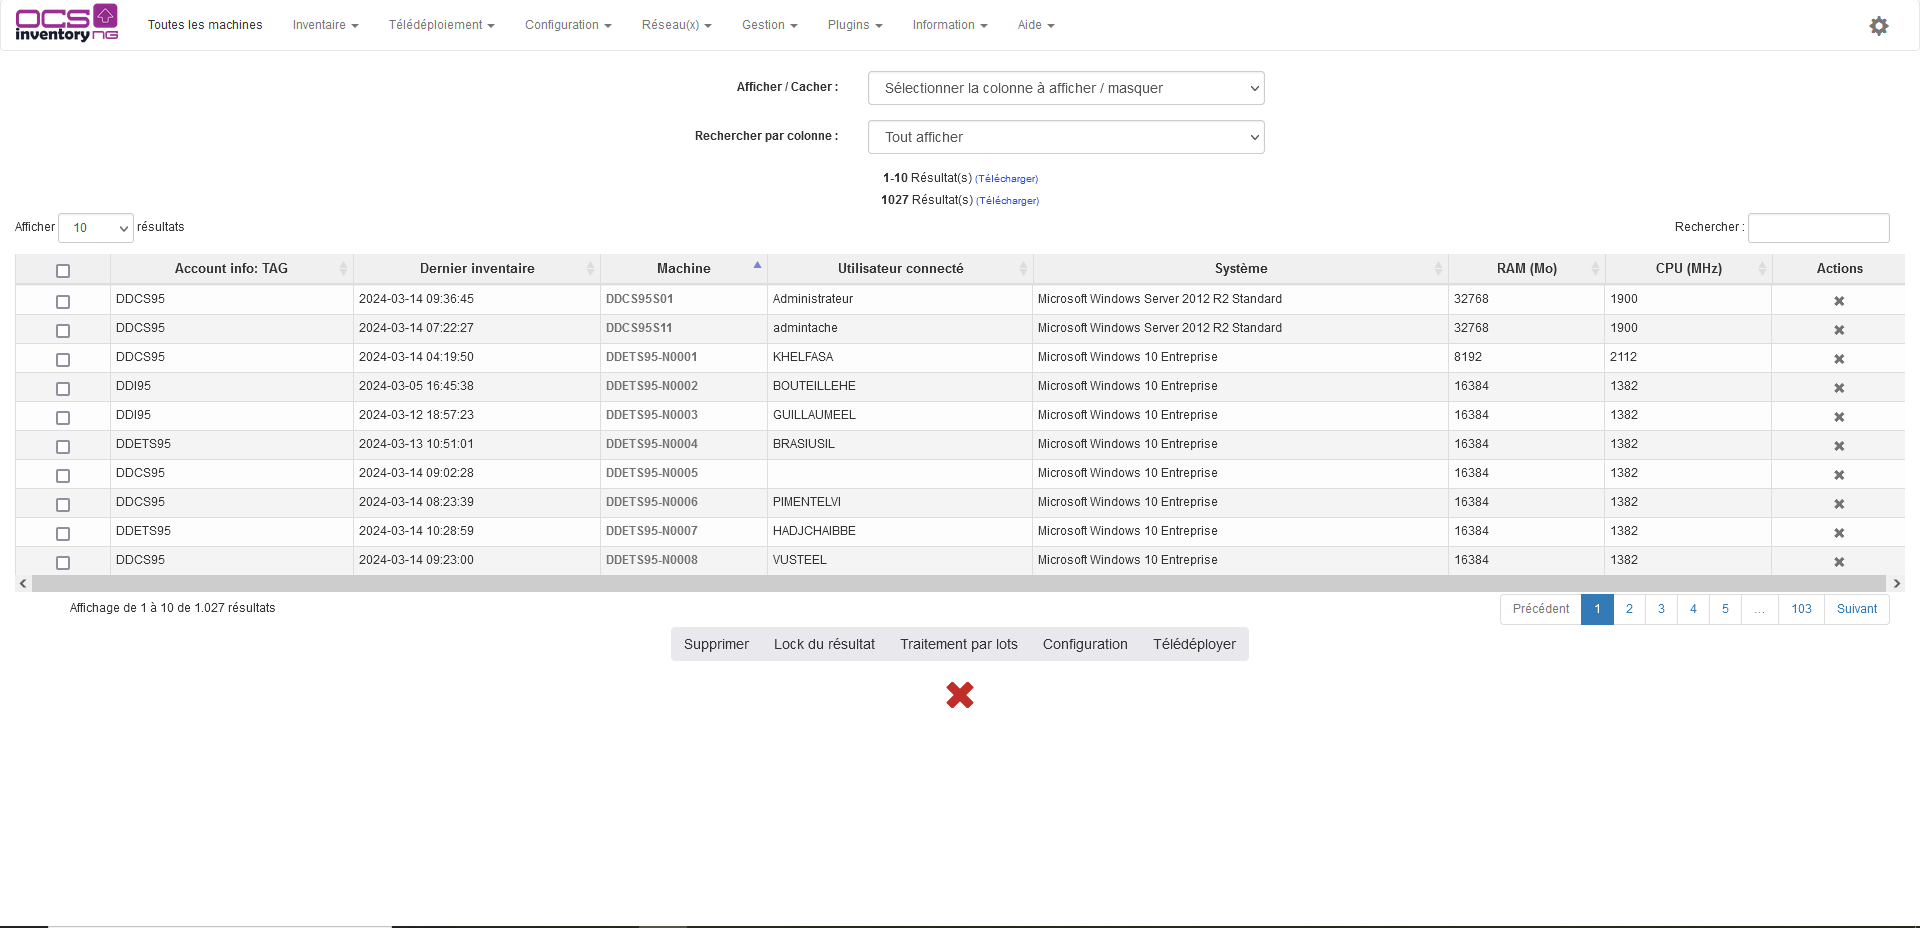 OCS inventory NG
Toutes les machines Inventaire Télédéploiement Configuration Réseau(x) Gestion Plugins Information Aide
Afficher / Cacher : Sélectionner la colonne à afficher / masquer
Rechercher par colonne : Tout afficher
1-10 Résultat(s) (Télécharger)
1027 Résultat(s) (Télécharger)
Afficher 10 résultats Rechercher :
Account info: TAG Dernier inventaire Machine Utilisateur connecté Système RAM (Mo) CPU (MHz) Actions
DDCS95 2024-03-14 09:36:45 DDCS95S01 Administrateur Microsoft Windows Server 2012 R2 Standard 32768 1900
DDCS95 2024-03-14 07:22:27 DDCS95S11 admintache Microsoft Windows Server 2012 R2 Standard 32768 1900
DDCS95 2024-03-14 04:19:50 DDETS95-N0001 KHELFASA Microsoft Windows 10 Entreprise 8192 2112
DDI95 2024-03-05 16:45:38 DDETS95-N0002 BOUTEILLEHE Microsoft Windows 10 Entreprise 16384 1382
DDI95 2024-03-12 18:57:23 DDETS95-N0003 GUILLAUMEEL Microsoft Windows 10 Entreprise 16384 1382
DDETS95 2024-03-13 10:51:01 DDETS95-N0004 BRASIUSIL Microsoft Windows 10 Entreprise 16384 1382
DDCS95 2024-03-14 09:02:28 DDETS95-N0005 Microsoft Windows 10 Entreprise 16384 1382
DDCS95 2024-03-14 08:23:39 DDETS95-N0006 PIMENTELVI Microsoft Windows 10 Entreprise 16384 1382
DDETS95 2024-03-14 10:28:59 DDETS95-N0007 HADJCHAIBBE Microsoft Windows 10 Entreprise 16384 1382
DDCS95 2024-03-14 09:23:00 DDETS95-N0008 VUSTEEL Microsoft Windows 10 Entreprise 16384 1382
Affichage de 1 à 10 de 1.027 résultats Précédent 1 2 3 4 5 ... 103 Suivant
Supprimer Lock du résultat Traitement par lots Configuration Télédéployer